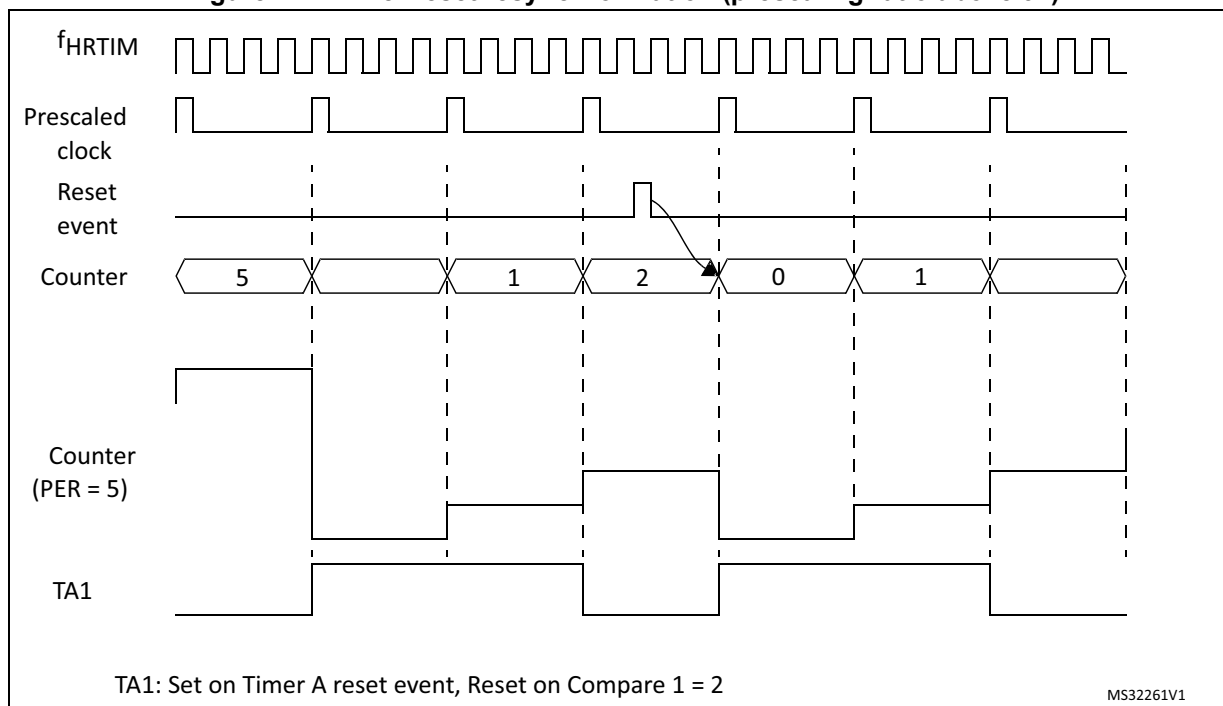 fHRTIM
Prescaled
clock
Reset
event
Counter
5 1 2 0 1
Counter
(PER = 5)
TA1
TA1: Set on Timer A reset event, Reset on Compare 1 = 2
MS32261V1